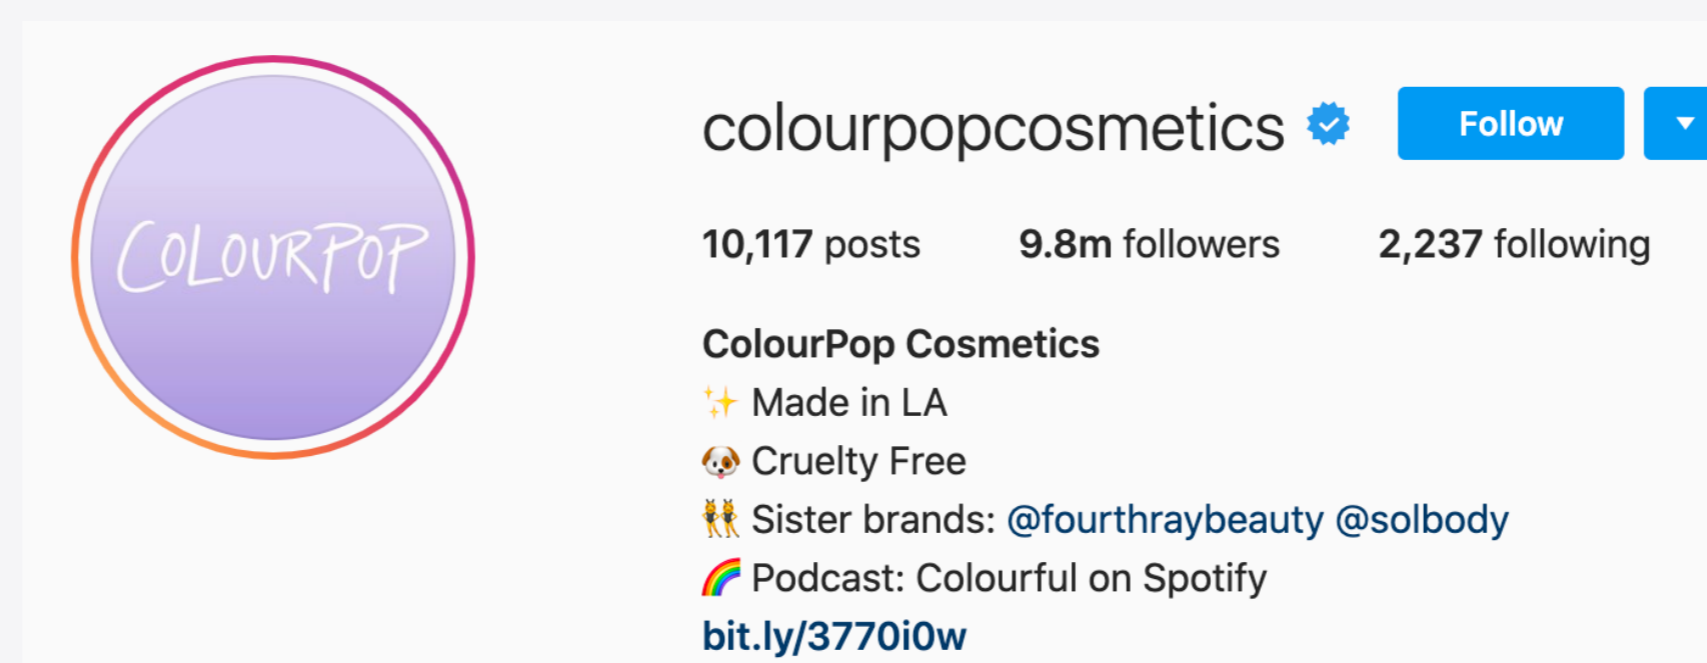 COLOURPOP
colourpopcosmetics Follow
10,117 posts 9.8m followers 2,237 following
ColourPop Cosmetics
✨ Made in LA
🐶 Cruelty Free
👯 Sister brands: @fourthraybeauty @solbody
🌈 Podcast: Colourful on Spotify
bit.ly/3770i0w